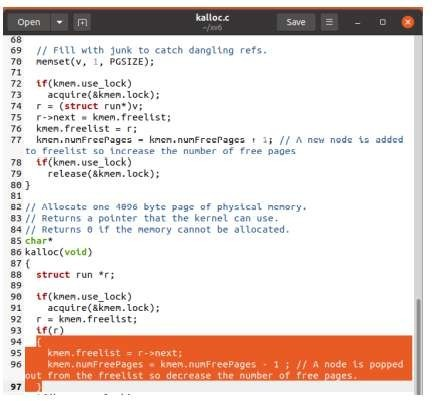 Open
kalloc.c
~/xv6
Save
68
69 // Fill with junk to catch dangling refs.
70 memset(v, 1, PGSIZE);
71
72 if(kmem.use_lock)
73 acquire(&kmem.lock);
74 r = (struct run*)v;
75 r->next = kmem.freelist;
76 kmem.freelist = r;
77 kmem.numFreePages = kmem.numFreePages + 1; // A new node is added
to freelist so increase the number of free pages
78 if(kmem.use_lock)
79 release(&kmem.lock);
80 }
81
82 // Allocate one 4096 byte page of physical memory.
83 // Returns a pointer that the kernel can use.
84 // Returns 0 if the memory cannot be allocated.
85 char*
86 kalloc(void)
87 {
88 struct run *r;
89
90 if(kmem.use_lock)
91 acquire(&kmem.lock);
92 r = kmem.freelist;
93 if(r)
94 {
95 kmem.freelist = r->next;
96 kmem.numFreePages = kmem.numFreePages - 1 ; // A node is popped
out from the freelist so decrease the number of free pages.
97 }